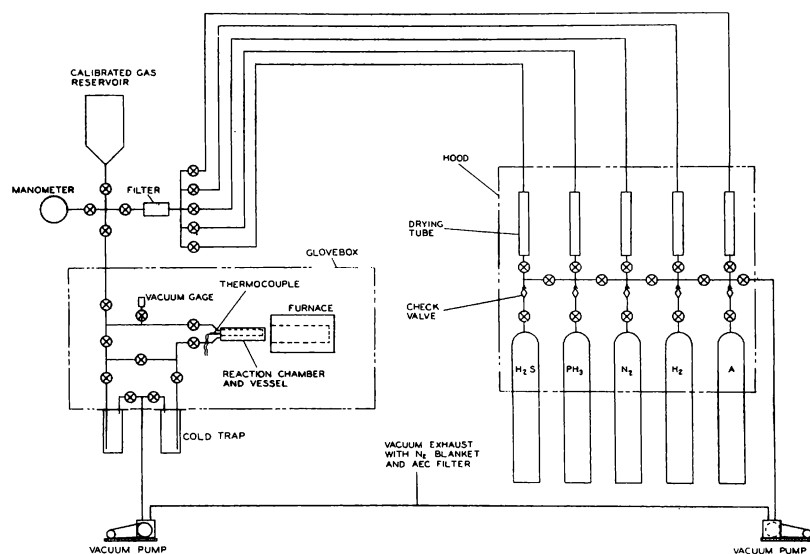 CALIBRATED GAS
RESERVOIR
MANOMETER
FILTER
HOOD
DRYING
TUBE
GLOVEBOX
VACUUM GAGE
THERMOCOUPLE
FURNACE
CHECK
VALVE
REACTION CHAMBER
AND VESSEL
H2S
PH3
N2
H2
A
COLD TRAP
VACUUM EXHAUST
WITH N2 BLANKET
AND AEC FILTER
VACUUM PUMP
VACUUM PUMP